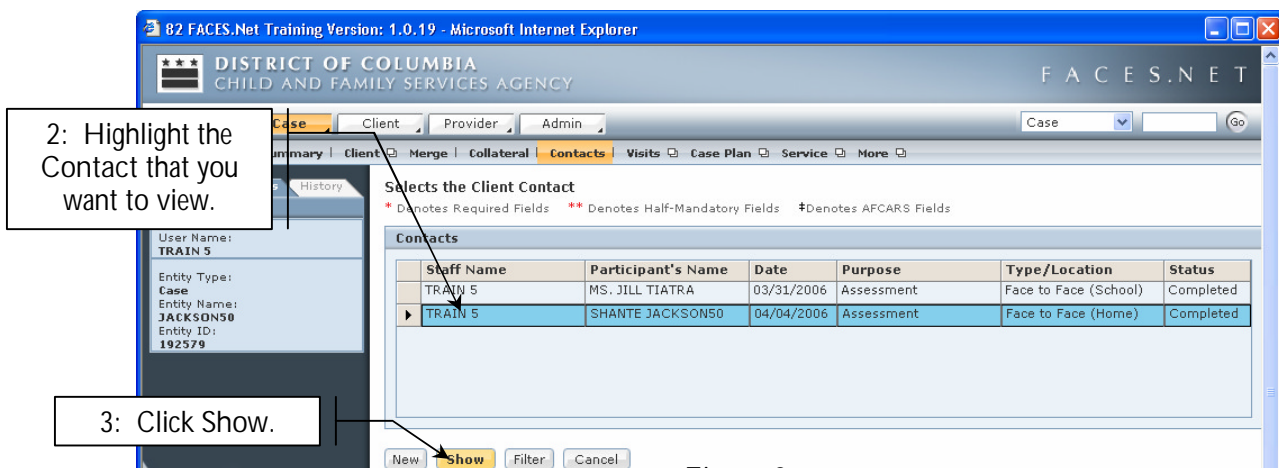 82 FACES.Net Training Version: 1.0.19 - Microsoft Internet Explorer
DISTRICT OF COLUMBIA
CHILD AND FAMILY SERVICES AGENCY
FACES.NET
2: Highlight the
Contact that you
want to view.
Case Client Provider Admin Case Go
Client Merge Collateral Contacts Visits Case Plan Service More
History
Selects the Client Contact
* Denotes Required Fields ** Denotes Half-Mandatory Fields ‡Denotes AFCARS Fields
User Name:
TRAIN 5
Entity Type:
Case
Entity Name:
JACKSON50
Entity ID:
192579
Contacts
Staff Name Participant's Name Date Purpose Type/Location Status
TRAIN 5 MS. JILL TIATRA 03/31/2006 Assessment Face to Face (School) Completed
TRAIN 5 SHANTE JACKSON50 04/04/2006 Assessment Face to Face (Home) Completed
3: Click Show.
New Show Filter Cancel